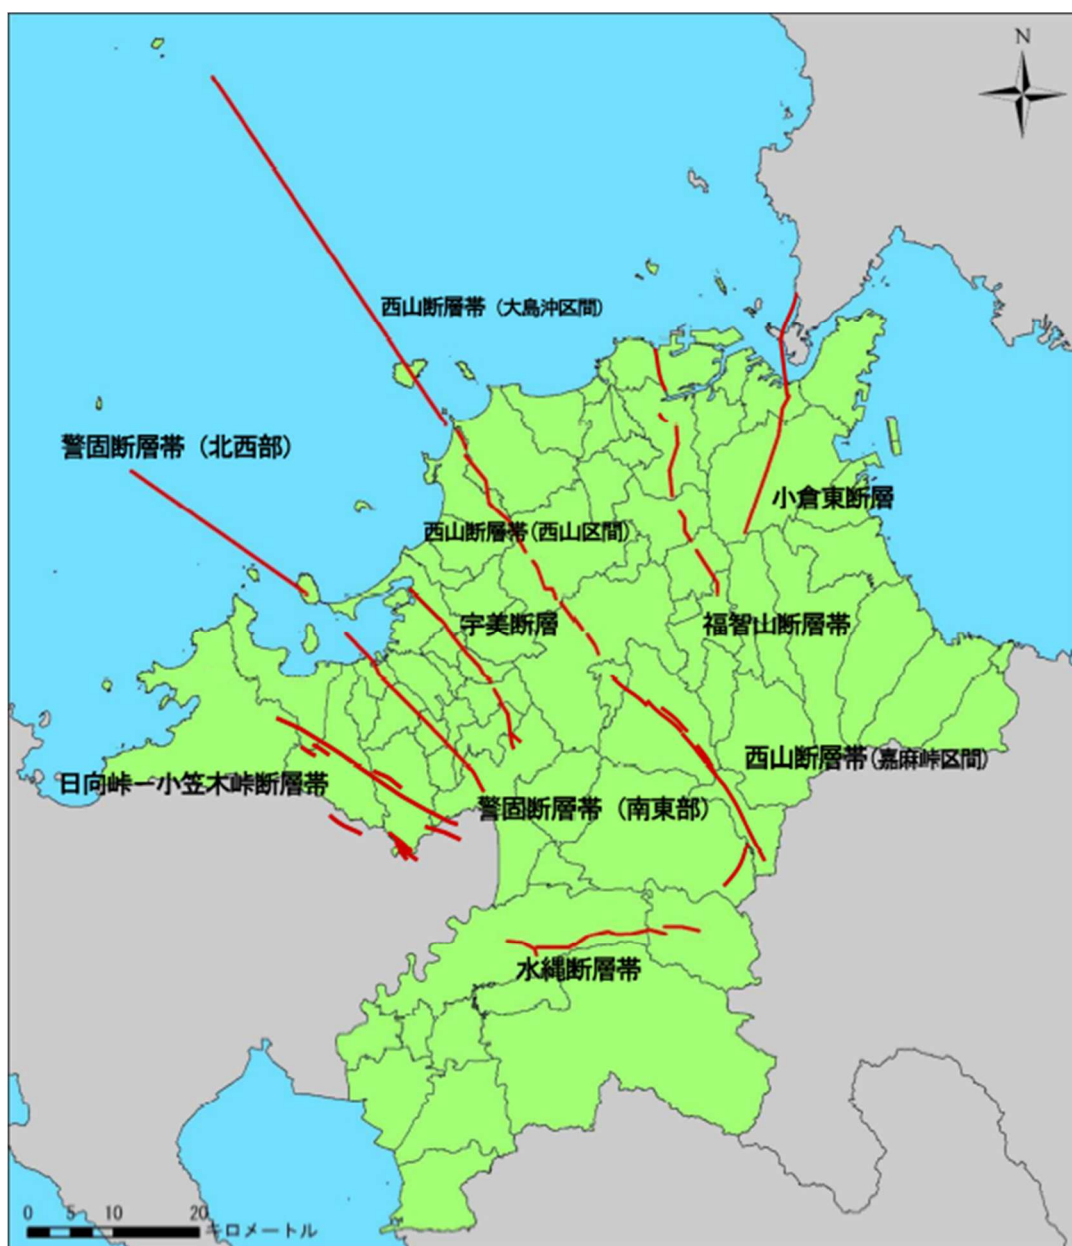 N
西山断層帯（大島沖区間）
警固断層帯（北西部）
小倉東断層
西山断層帯(西山区間)
宇美断層
福智山断層帯
西山断層帯(嘉麻峠区間)
日向峠ー小笠木峠断層帯
警固断層帯（南東部）
水縄断層帯
0 5 10 20
キロメートル